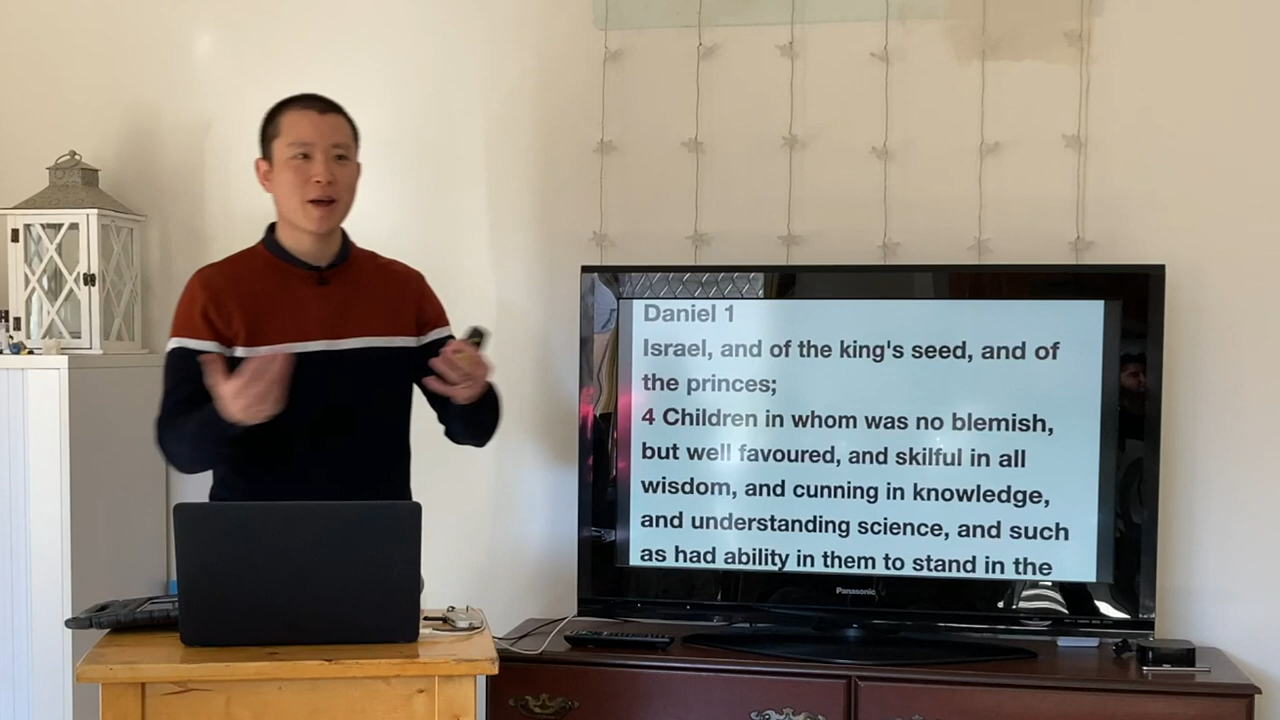 Daniel 1
Israel, and of the king's seed, and of
the princes;
4 Children in whom was no blemish,
but well favoured, and skilful in all
wisdom, and cunning in knowledge,
and understanding science, and such
as had ability in them to stand in the
Panasonic